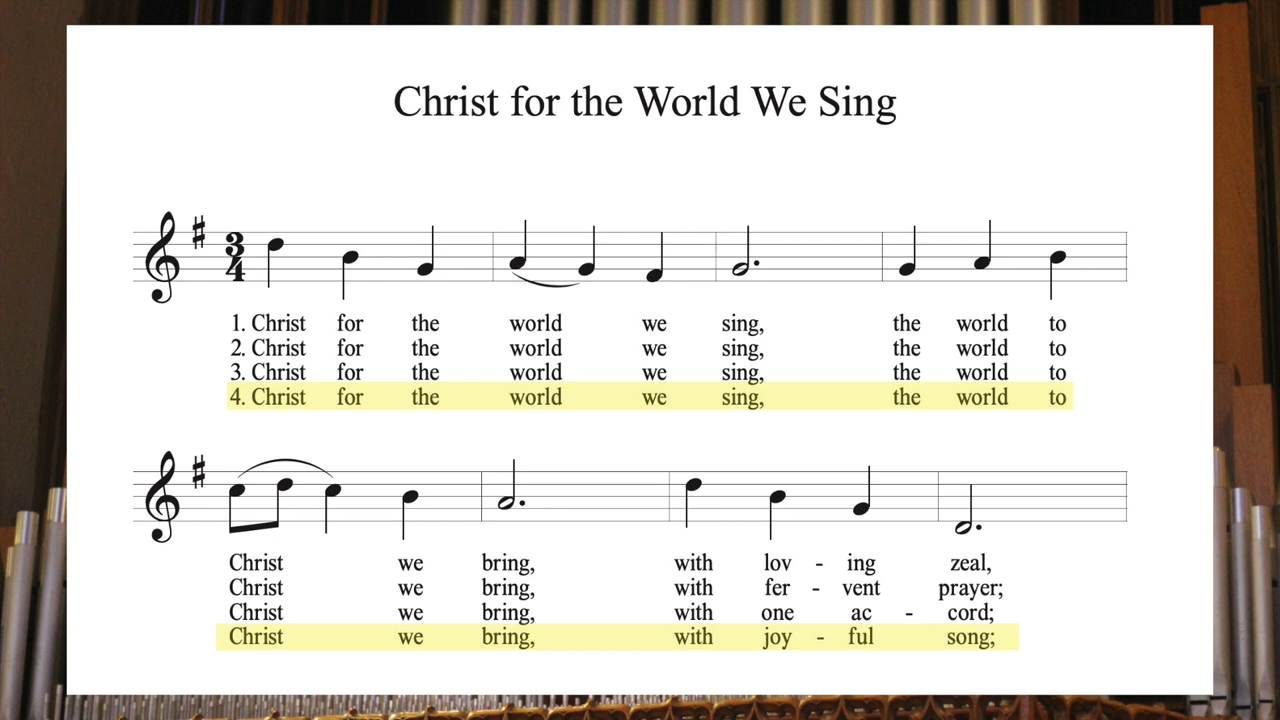 Christ for the World We Sing
3
4
1. Christ for the world we sing, the world to
2. Christ for the world we sing, the world to
3. Christ for the world we sing, the world to
4. Christ for the world we sing, the world to
Christ we bring, with lov - ing zeal,
Christ we bring, with fer - vent prayer;
Christ we bring, with one ac - cord;
Christ we bring, with joy - ful song;